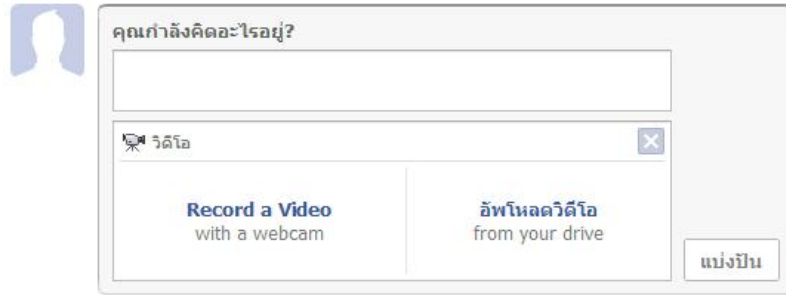 คุณกำลังคิดอะไรอยู่?
วิดีโอ
Record a Video
with a webcam
อัพโหลดวิดีโอ
from your drive
แบ่งปัน